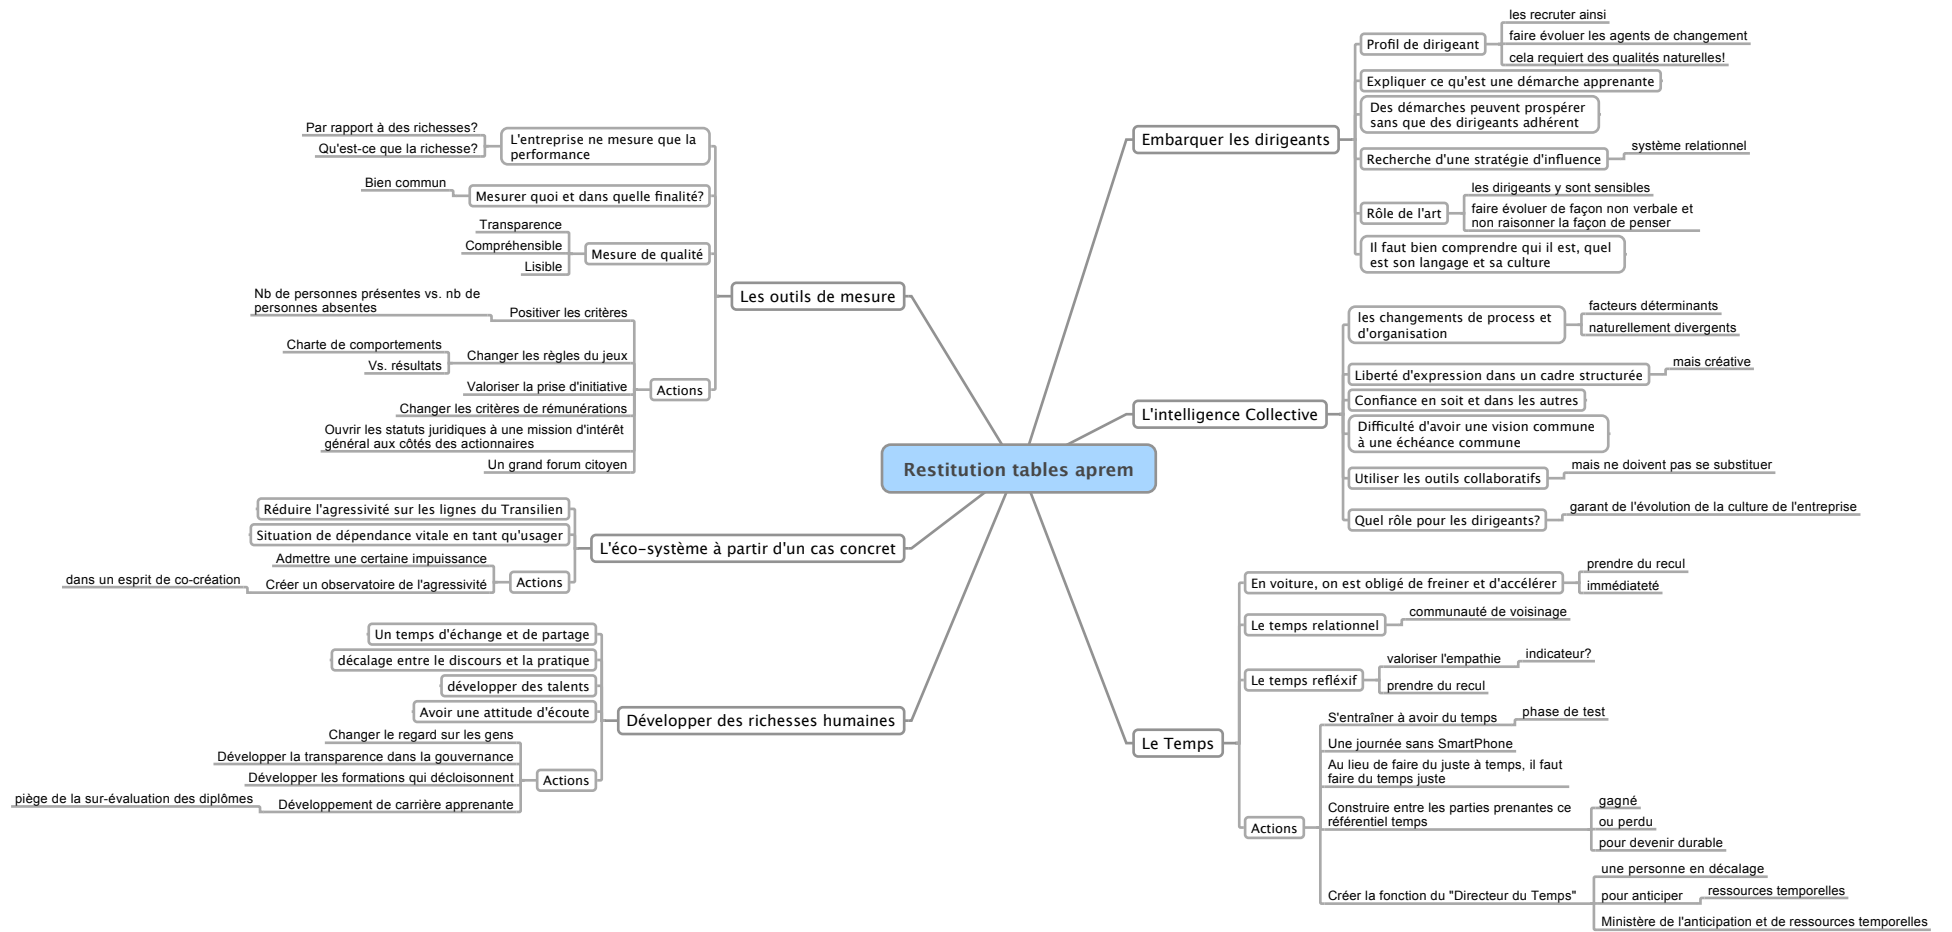 Restitution tables aprem
Embarquer les dirigeants
Profil de dirigeant
les recruter ainsi
faire évoluer les agents de changement
cela requiert des qualités naturelles!
Expliquer ce qu'est une démarche apprenante
Des démarches peuvent prospérer
sans que des dirigeants adhérent
Recherche d'une stratégie d'influence
système relationnel
Rôle de l'art
les dirigeants y sont sensibles
faire évoluer de façon non verbale et
non raisonner la façon de penser
Il faut bien comprendre qui il est, quel
est son langage et sa culture
L'intelligence Collective
les changements de process et
d'organisation
facteurs déterminants
naturellement divergents
Liberté d'expression dans un cadre structurée
mais créative
Confiance en soit et dans les autres
Difficulté d'avoir une vision commune
à une échéance commune
Utiliser les outils collaboratifs
mais ne doivent pas se substituer
Quel rôle pour les dirigeants?
garant de l'évolution de la culture de l'entreprise
Le Temps
En voiture, on est obligé de freiner et d'accélérer
prendre du recul
immédiateté
Le temps relationnel
communauté de voisinage
Le temps refléxif
valoriser l'empathie
indicateur?
prendre du recul
Actions
S'entraîner à avoir du temps
phase de test
Une journée sans SmartPhone
Au lieu de faire du juste à temps, il faut
faire du temps juste
Construire entre les parties prenantes ce
référentiel temps
gagné
ou perdu
pour devenir durable
Créer la fonction du "Directeur du Temps"
une personne en décalage
pour anticiper
ressources temporelles
Ministère de l'anticipation et de ressources temporelles
Les outils de mesure
L'entreprise ne mesure que la
performance
Par rapport à des richesses?
Qu'est-ce que la richesse?
Mesurer quoi et dans quelle finalité?
Bien commun
Mesure de qualité
Transparence
Compréhensible
Lisible
Actions
Positiver les critères
Nb de personnes présentes vs. nb de
personnes absentes
Changer les règles du jeux
Charte de comportements
Vs. résultats
Valoriser la prise d'initiative
Changer les critères de rémunérations
Ouvrir les statuts juridiques à une mission d'intérêt
général aux côtés des actionnaires
Un grand forum citoyen
L'éco-système à partir d'un cas concret
Réduire l'agressivité sur les lignes du Transilien
Situation de dépendance vitale en tant qu'usager
Actions
Admettre une certaine impuissance
Créer un observatoire de l'agressivité
dans un esprit de co-création
Développer des richesses humaines
Un temps d'échange et de partage
décalage entre le discours et la pratique
développer des talents
Avoir une attitude d'écoute
Actions
Changer le regard sur les gens
Développer la transparence dans la gouvernance
Développer les formations qui décloisonnent
Développement de carrière apprenante
piège de la sur-évaluation des diplômes